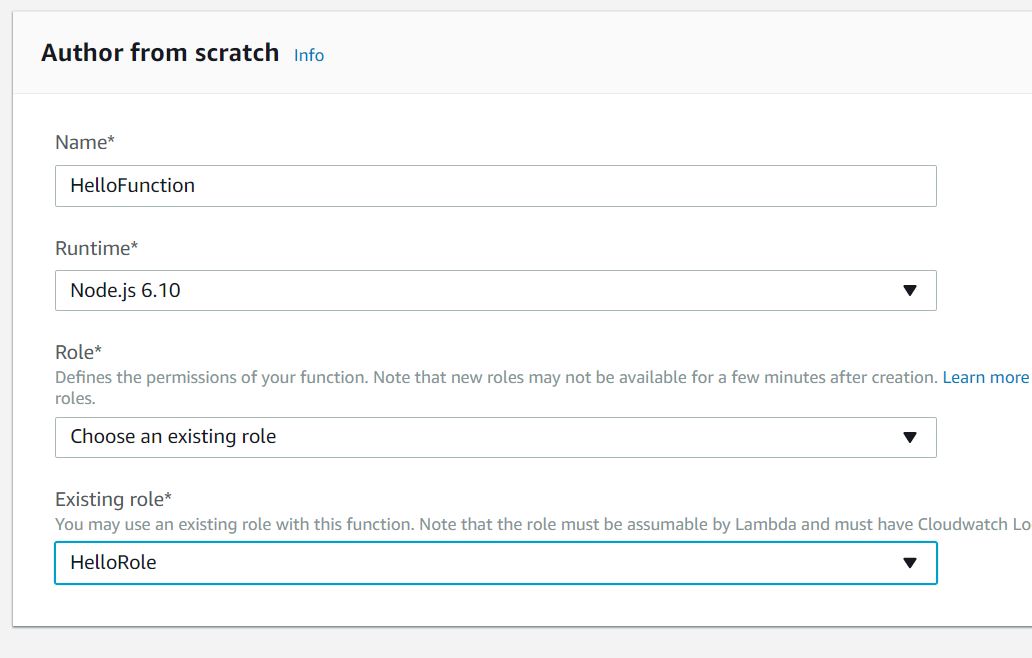 Author from scratch Info
Name*
HelloFunction
Runtime*
Node.js 6.10
Role*
Defines the permissions of your function. Note that new roles may not be available for a few minutes after creation. Learn more
roles.
Choose an existing role
Existing role*
You may use an existing role with this function. Note that the role must be assumable by Lambda and must have Cloudwatch Lo
HelloRole